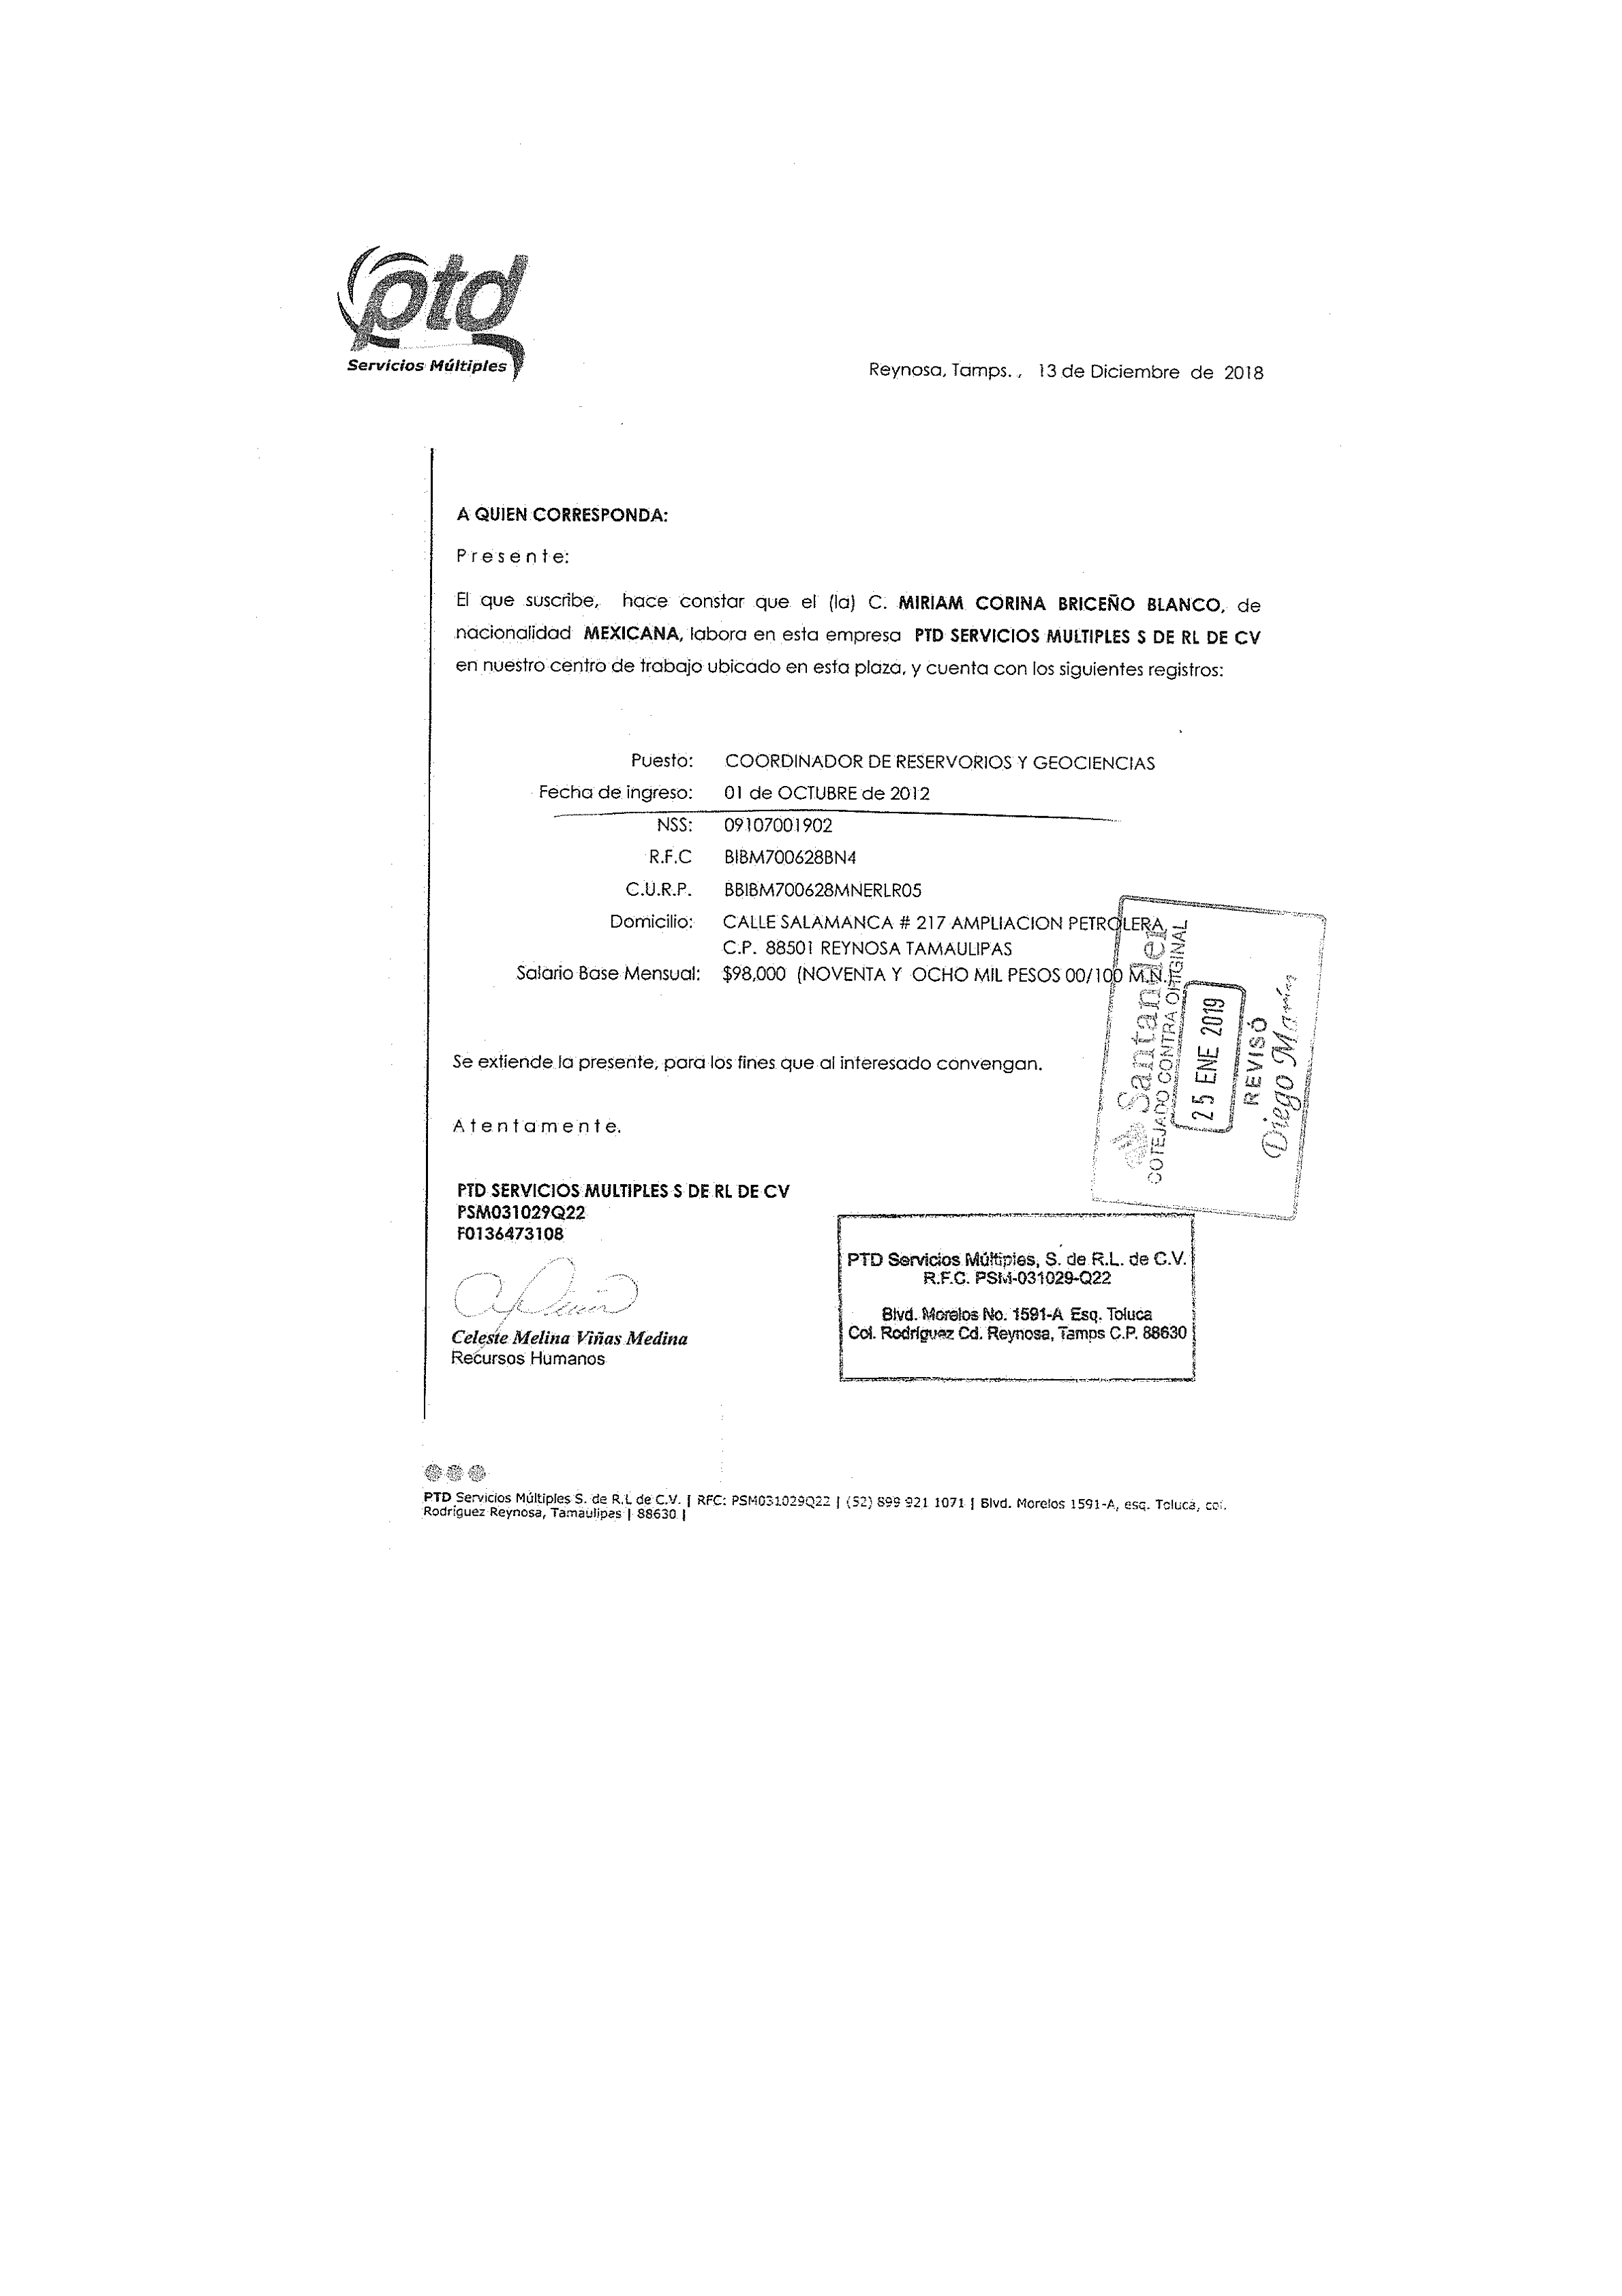 ptd
Servicios Múltiples
Reynosa, Tamps. , 13 de Diciembre de 2018
A QUIEN CORRESPONDA:
Presente:
El que suscribe, hace constar que el (la) C. MIRIAM CORINA BRICEÑO BLANCO, de
nacionalidad MEXICANA, labora en esta empresa PTD SERVICIOS MULTIPLES S DE RL DE CV
en nuestro centro de trabajo ubicado en esta plaza, y cuenta con los siguientes registros:
Puesto: COORDINADOR DE RESERVORIOS Y GEOCIENCIAS
Fecha de ingreso: 01 de OCTUBRE de 2012
NSS: 09107001902
R.F.C BIBM700628BN4
C.U.R.P. BBIBM700628MNERLR05
Domicilio: CALLE SALAMANCA # 217 AMPLIACION PETROLERA,
C.P. 88501 REYNOSA TAMAULIPAS
Salario Base Mensual: $98,000 (NOVENTA Y OCHO MIL PESOS 00/100 M.N.)
Santander
COTEJADO CONTRA ORIGINAL
25 ENE 2019
REVISÓ
Diego Marín
Se extiende la presente, para los fines que al interesado convengan.
Atentamente.
PTD SERVICIOS MULTIPLES S DE RL DE CV
PSM031029Q22
F0136473108
Celeste Melina Viñas Medina
Recursos Humanos
PTD Servicios Múltiples, S. de R.L. de C.V.
R.F.C. PSM-031029-Q22
Blvd. Morelos No. 1591-A Esq. Toluca
Col. Rodríguez Cd. Reynosa, Tamps C.P. 88630
PTD Servicios Múltiples S. de R.L de C.V. | RFC: PSM031029Q22 | (52) 899 921 1071 | Blvd. Morelos 1591-A, esq. Toluca, col.
Rodríguez Reynosa, Tamaulipas | 88630 |